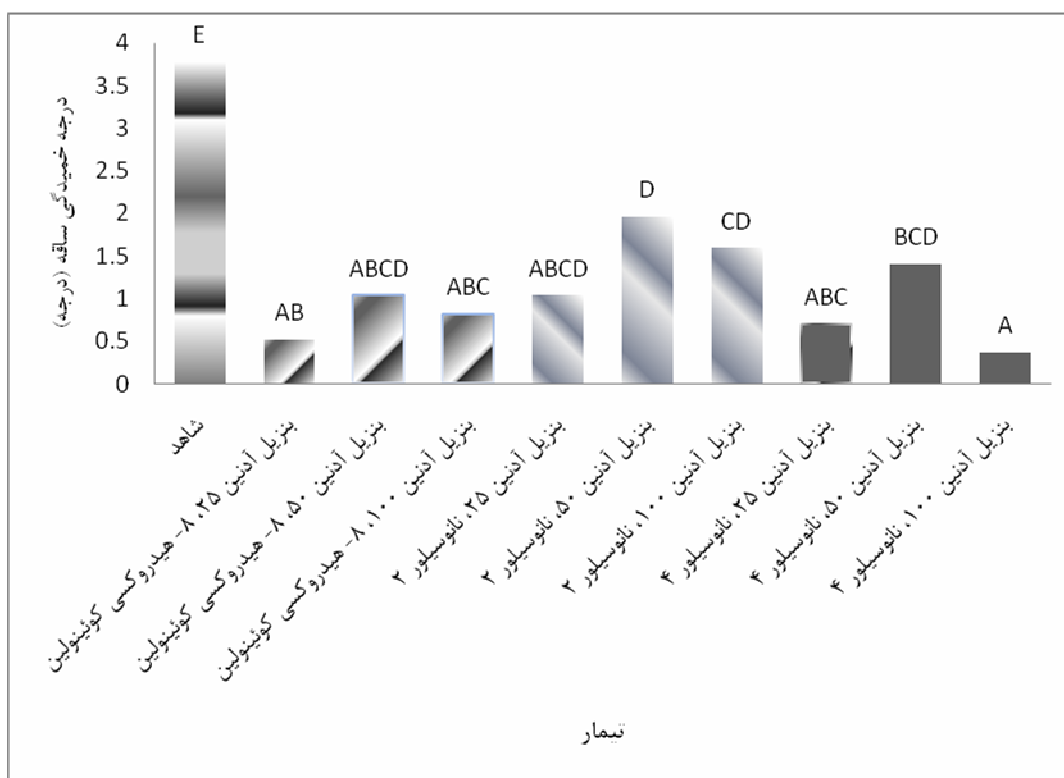 درجه خمیدگی ساقه (درجه)
4
3.5
3
2.5
2
1.5
1
0.5
0
E
AB
ABCD
ABC
ABCD
D
CD
ABC
BCD
A
شاهد
بنزیل آدنین ۲۵، ۸- هیدروکسی کوئینولین
بنزیل آدنین ۵۰، ۸- هیدروکسی کوئینولین
بنزیل آدنین ۱۰۰، ۸- هیدروکسی کوئینولین
بنزیل آدنین ۲۵، نانوسیلور ۲
بنزیل آدنین ۵۰، نانوسیلور ۲
بنزیل آدنین ۱۰۰، نانوسیلور ۲
بنزیل آدنین ۲۵، نانوسیلور ۴
بنزیل آدنین ۵۰، نانوسیلور ۴
بنزیل آدنین ۱۰۰، نانوسیلور ۴
تیمار